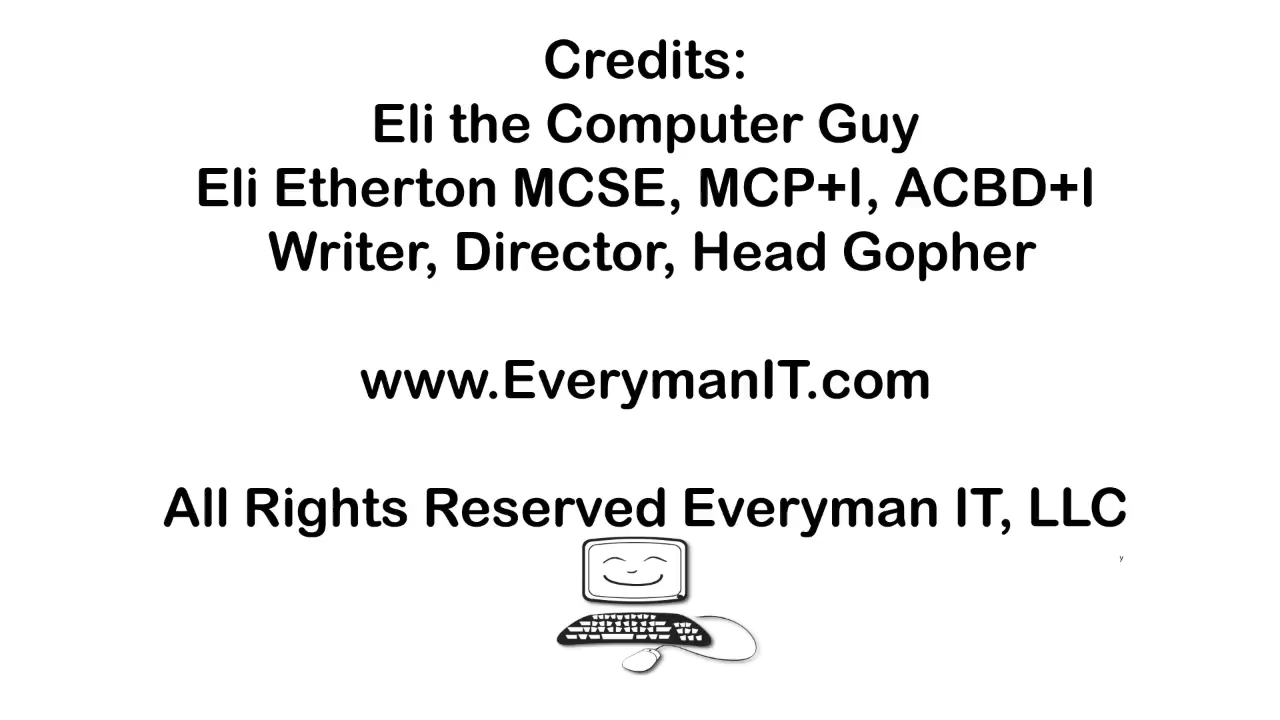 Credits:
Eli the Computer Guy
Eli Etherton MCSE, MCP+I, ACBD+I
Writer, Director, Head Gopher
www.EverymanIT.com
All Rights Reserved Everyman IT, LLC
y